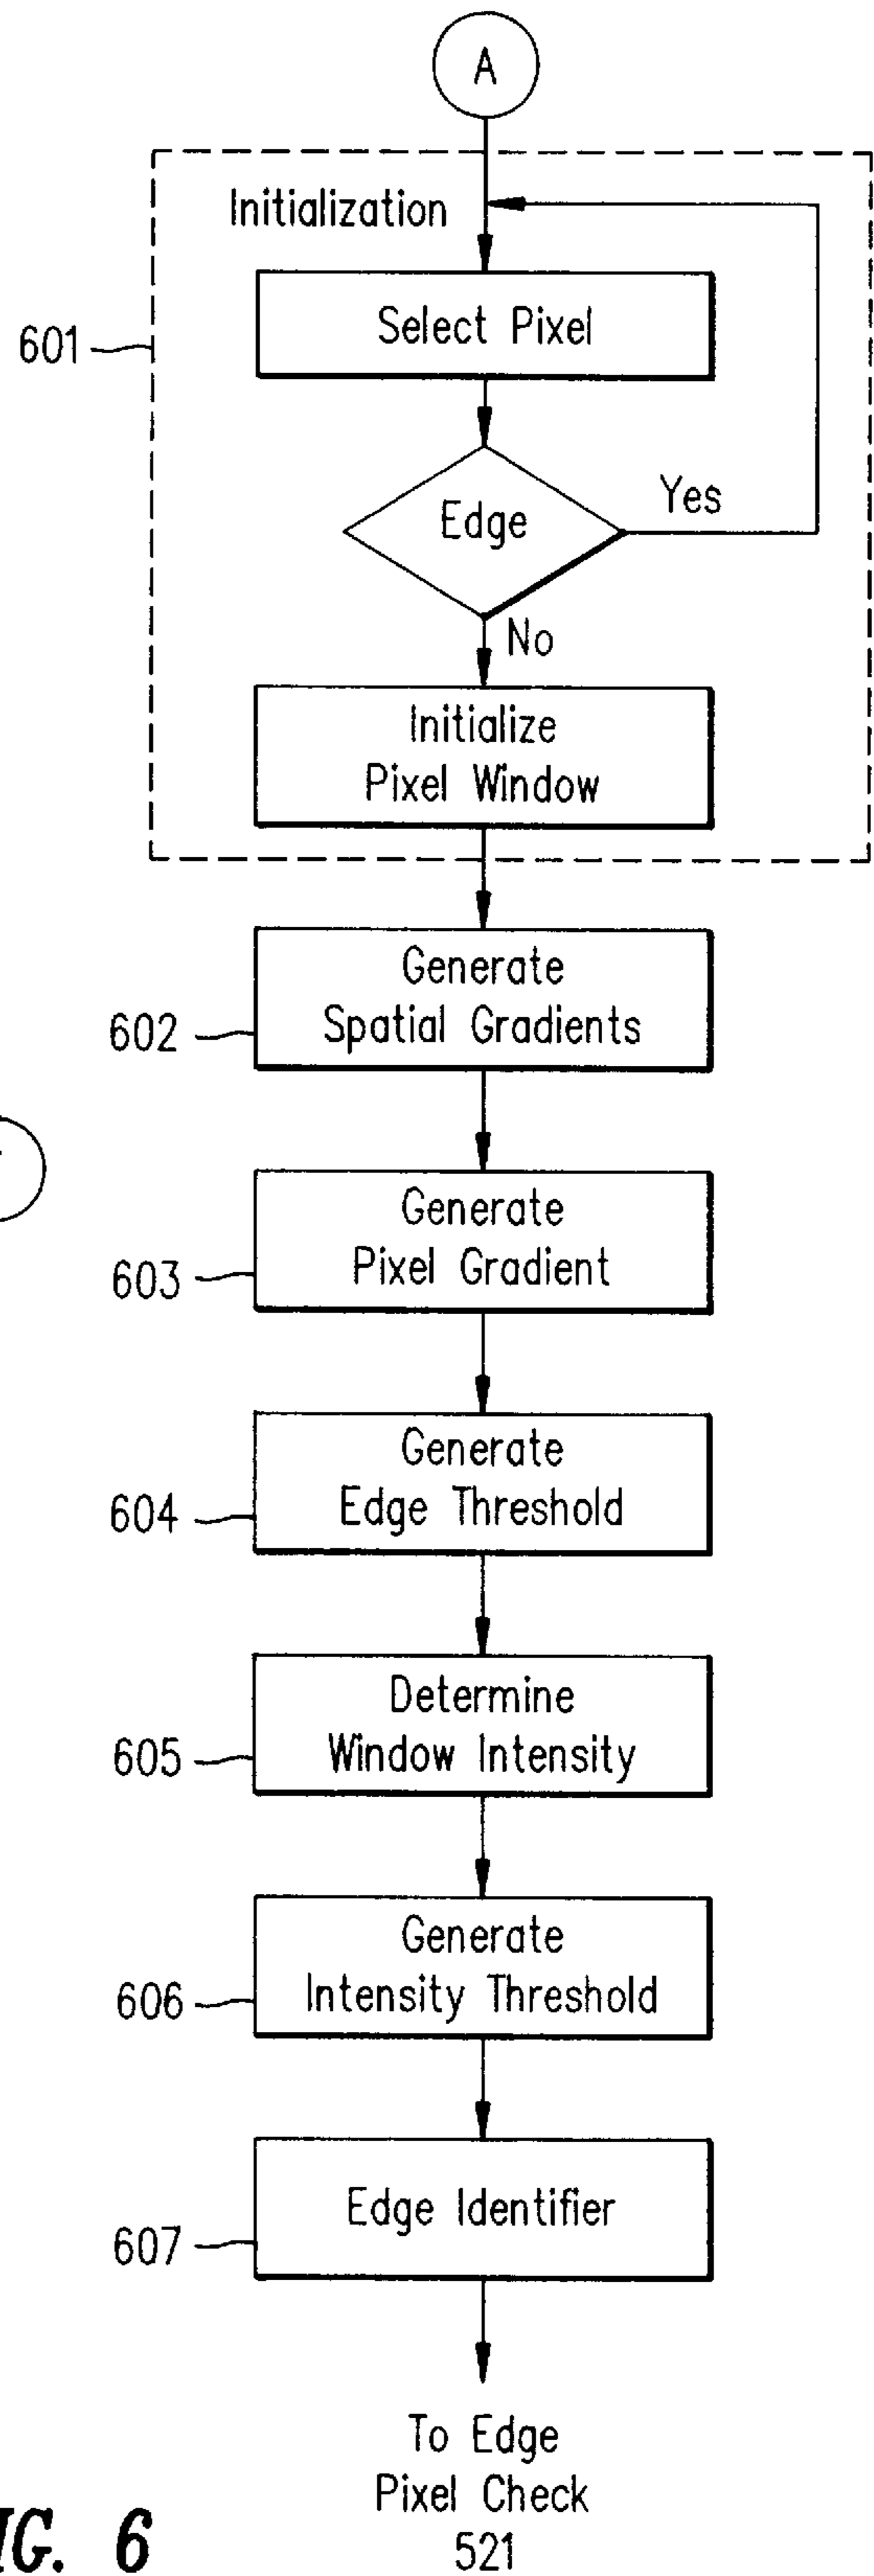 A
Initialization
Select Pixel
601
Edge
Yes
No
Initialize
Pixel Window
Generate
Spatial Gradients
602
Generate
Pixel Gradient
603
Generate
Edge Threshold
604
Determine
Window Intensity
605
Generate
Intensity Threshold
606
Edge Identifier
607
To Edge
Pixel Check
521
IG. 6